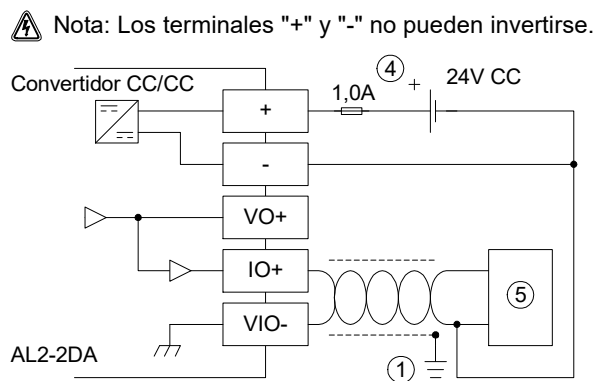 Nota: Los terminales "+" y "-" no pueden invertirse.
Convertidor CC/CC
+
1,0A
④
+
24V CC
-
VO+
IO+
VIO-
⑤
AL2-2DA
①